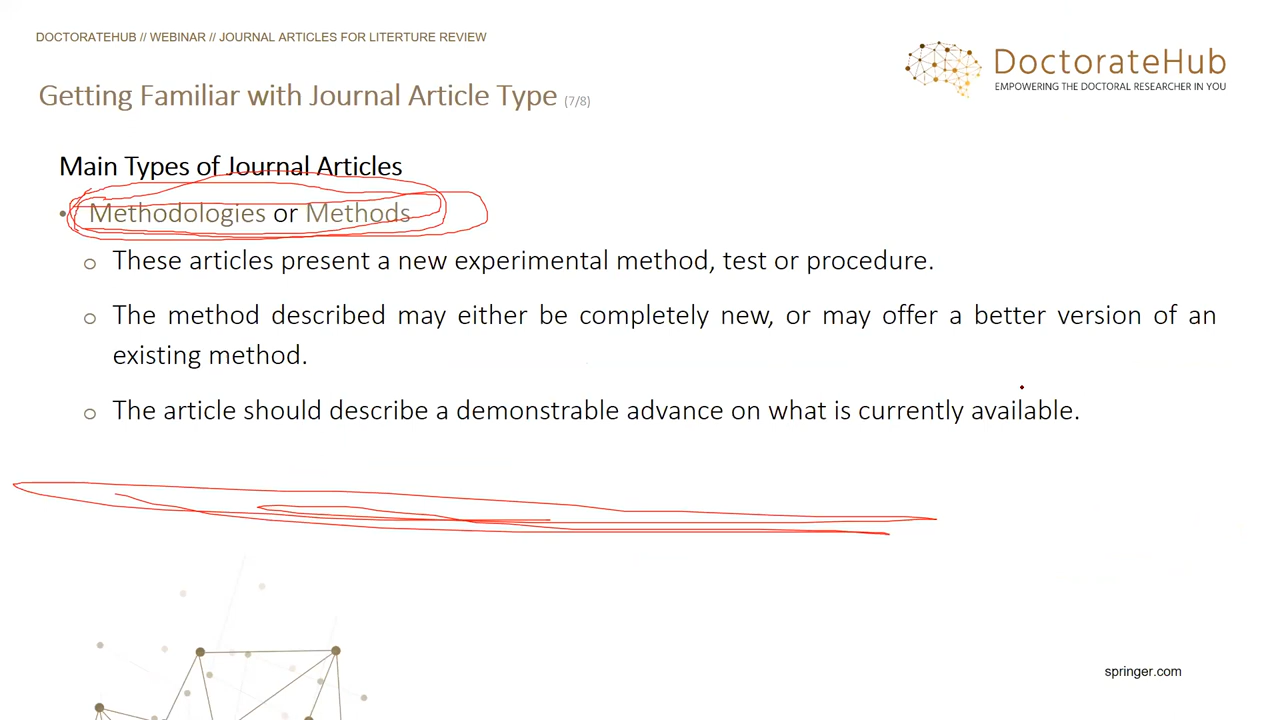 DOCTORATEHUB // WEBINAR // JOURNAL ARTICLES FOR LITERTURE REVIEW
DoctorateHub
EMPOWERING THE DOCTORAL RESEARCHER IN YOU
Getting Familiar with Journal Article Type (7/8)
Main Types of Journal Articles
• Methodologies or Methods
o These articles present a new experimental method, test or procedure.
o The method described may either be completely new, or may offer a better version of an
existing method.
o The article should describe a demonstrable advance on what is currently available.
springer.com